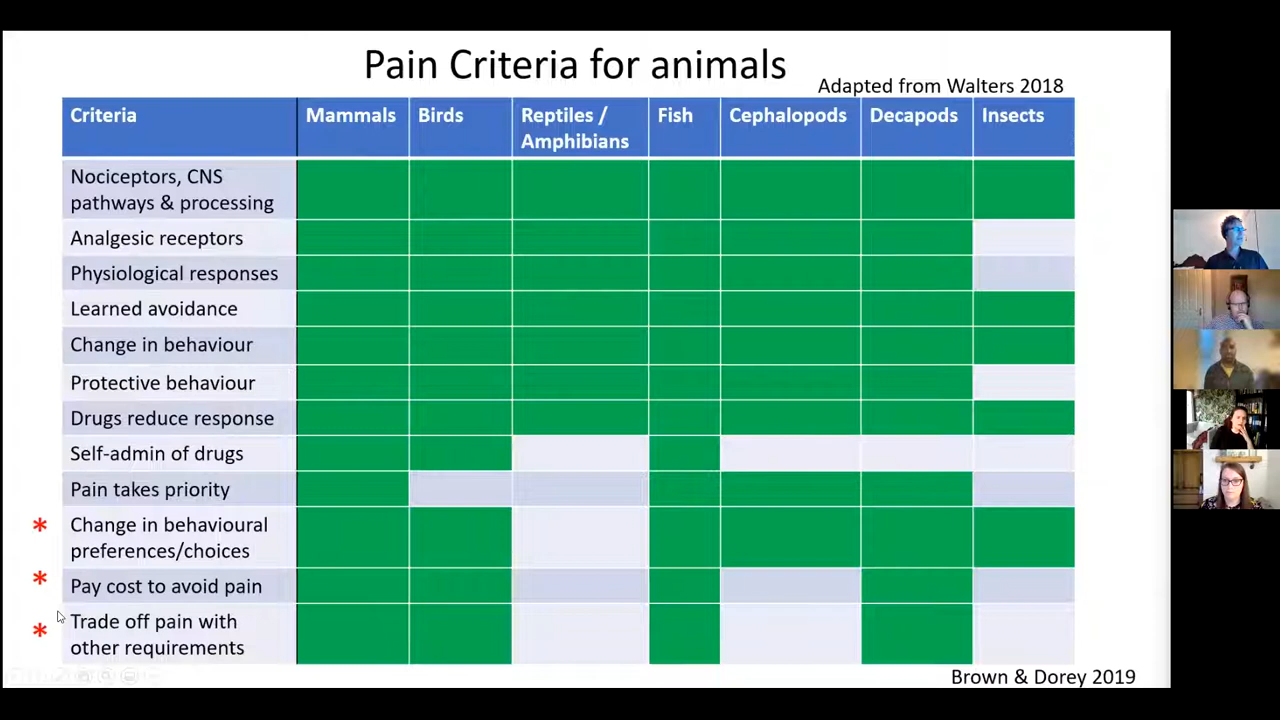 Pain Criteria for animals
Adapted from Walters 2018
Criteria
Mammals
Birds
Reptiles /
Amphibians
Fish
Cephalopods
Decapods
Insects
Nociceptors, CNS
pathways & processing
Analgesic receptors
Physiological responses
Learned avoidance
Change in behaviour
Protective behaviour
Drugs reduce response
Self-admin of drugs
Pain takes priority
* Change in behavioural
preferences/choices
* Pay cost to avoid pain
* Trade off pain with
other requirements
Brown & Dorey 2019